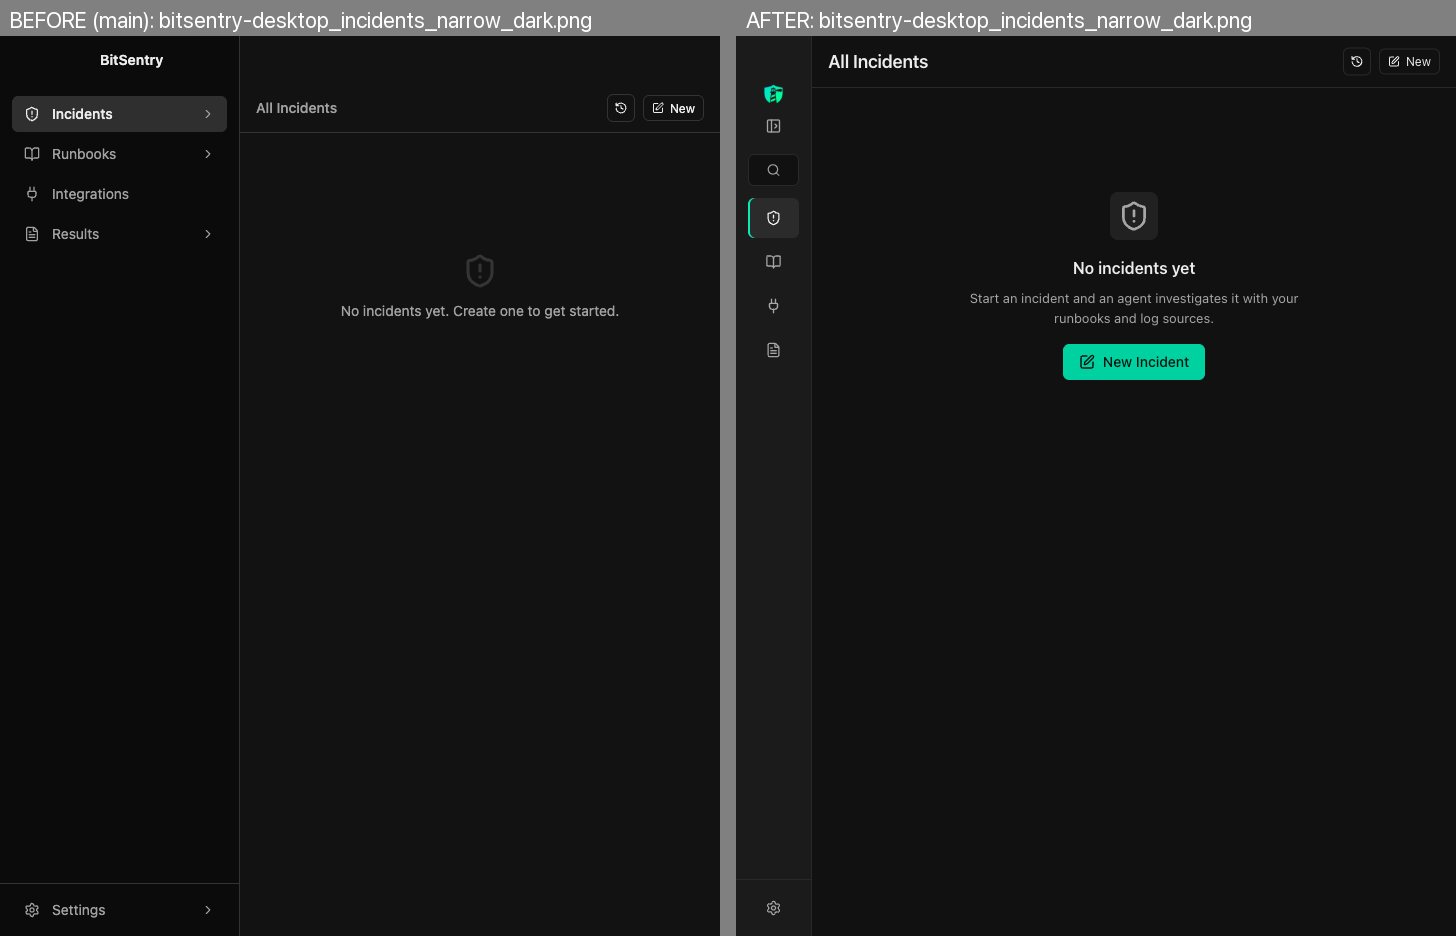 BEFORE (main): bitsentry-desktop_incidents_narrow_dark.png
BitSentry
Incidents
Runbooks
Integrations
Results
Settings
All Incidents
New
No incidents yet. Create one to get started.
AFTER: bitsentry-desktop_incidents_narrow_dark.png
All Incidents
New
No incidents yet
Start an incident and an agent investigates it with your
runbooks and log sources.
New Incident